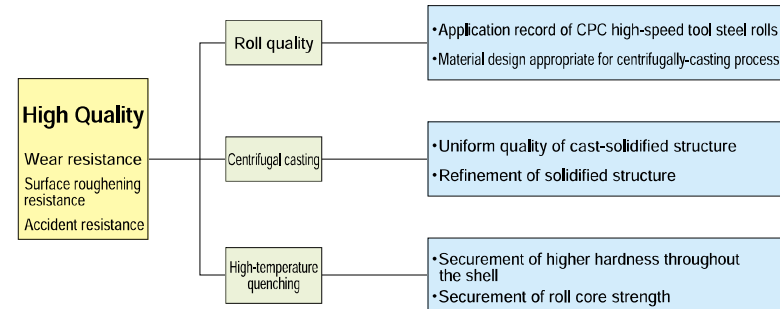 High Quality
Wear resistance
Surface roughening
resistance
Accident resistance
Roll quality
•Application record of CPC high-speed tool steel rolls
•Material design appropriate for centrifugally-casting process
Centrifugal casting
•Uniform quality of cast-solidified structure
•Refinement of solidified structure
High-temperature
quenching
•Securement of higher hardness throughout
the shell
•Securement of roll core strength